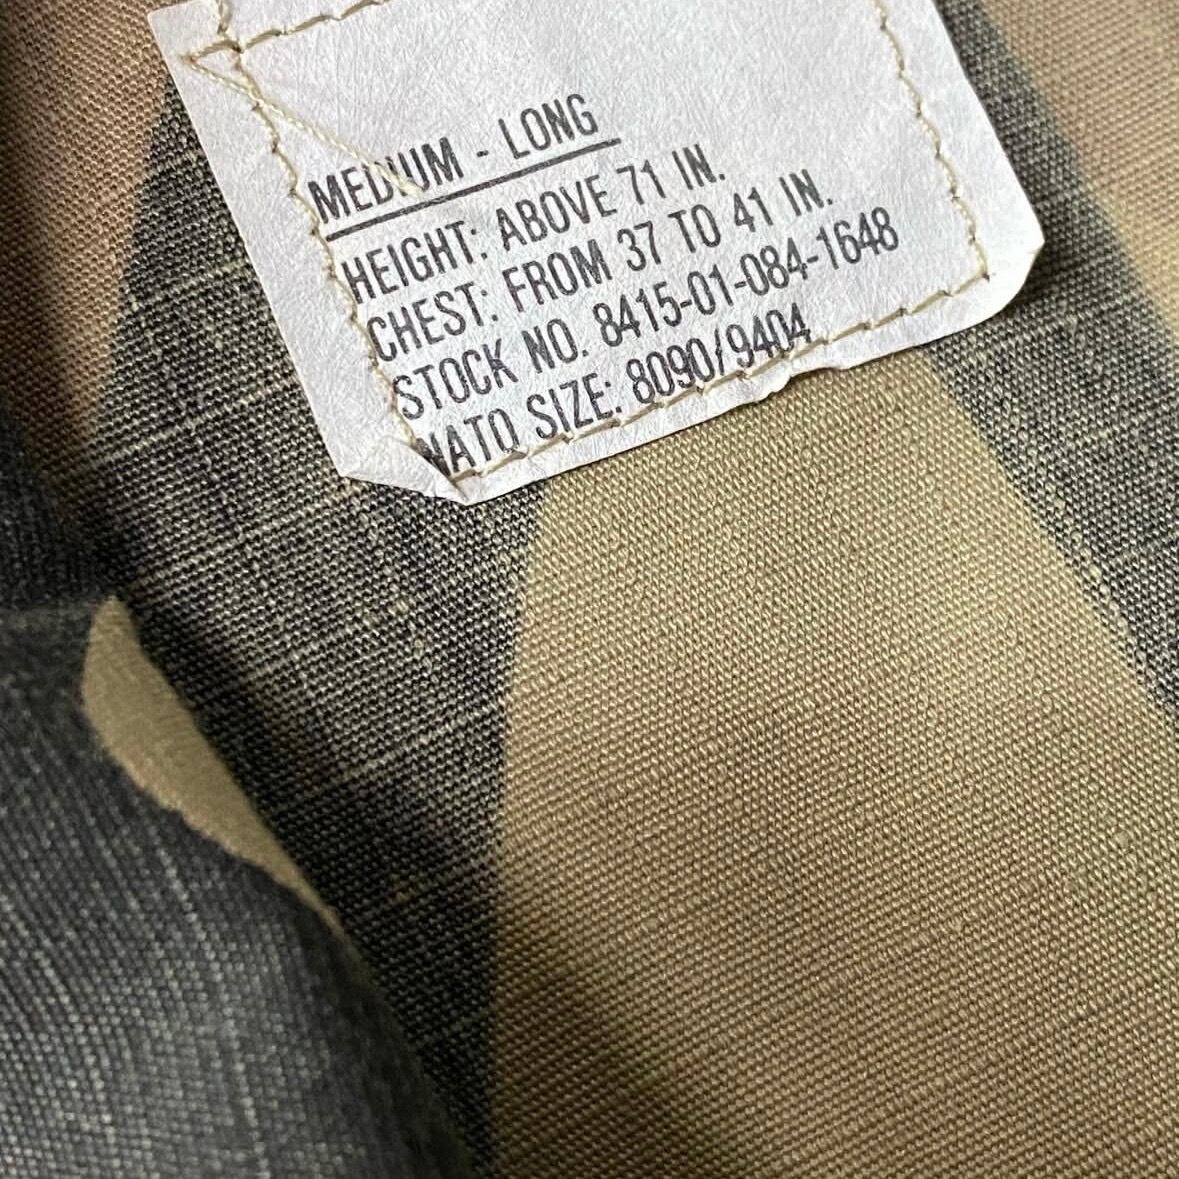 MEDIUM - LONG
HEIGHT: ABOVE 71 IN.
CHEST: FROM 37 TO 41 IN.
STOCK NO. 8415-01-084-1648
NATO SIZE: 8090/9404